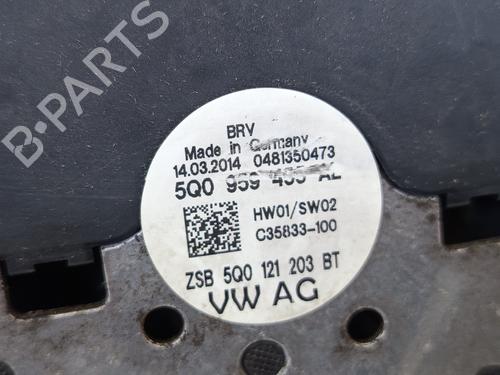 BRV
Made in Germany
14.03.2014 0481350473
5Q0 959 455 AL
HW01/SW02
C35833-100
ZSB 5Q0 121 203 BT
VW AG
B-PARTS